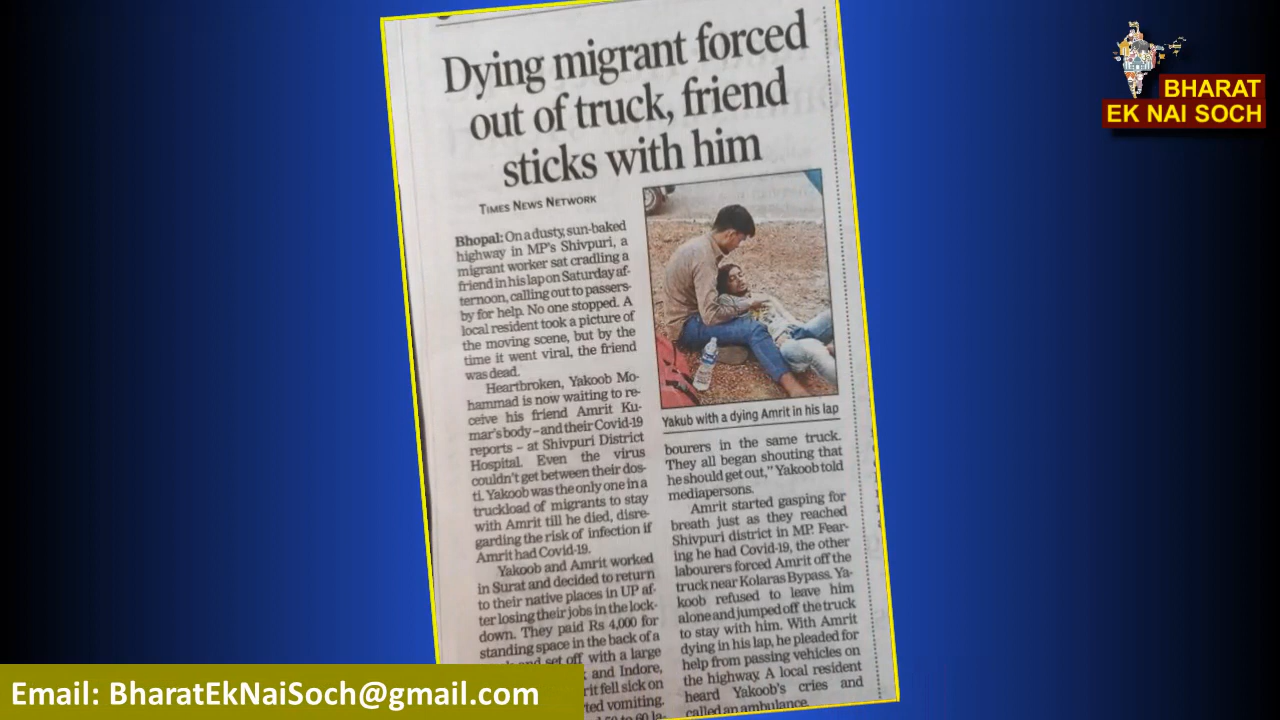 Dying migrant forced
out of truck, friend
sticks with him
TIMES NEWS NETWORK
Bhopal: On a dusty, sun-baked
highway in MP's Shivpuri, a
migrant worker sat cradling a
friend in his lap on Saturday af-
ternoon, calling out to passers-
by for help. No one stopped. A
local resident took a picture of
the moving scene, but by the
time it went viral, the friend
was dead.
Heartbroken, Yakoob Mo-
hammad is now waiting to re-
ceive his friend Amrit Ku-
mar's body – and their Covid-19
reports – at Shivpuri District
Hospital. Even the virus
couldn't get between their dos-
ti. Yakoob was the only one in a
truckload of migrants to stay
with Amrit till he died, disre-
garding the risk of infection if
Amrit had Covid-19.
Yakoob and Amrit worked
in Surat and decided to return
to their native places in UP af-
ter losing their jobs in the lock-
down. They paid Rs 4,000 for
standing space in the back of a
set off with a large
and Indore,
rit fell sick on
ted vomiting.
60 la-
Yakub with a dying Amrit in his lap
bourers in the same truck.
They all began shouting that
he should get out," Yakoob told
mediapersons.
Amrit started gasping for
breath just as they reached
Shivpuri district in MP. Fear-
ing he had Covid-19, the other
labourers forced Amrit off the
truck near Kolaras Bypass. Ya-
koob refused to leave him
alone and jumped off the truck
to stay with him. With Amrit
dying in his lap, he pleaded for
help from passing vehicles on
the highway. A local resident
heard Yakoob's cries and
called an ambulance.
BHARAT
EK NAI SOCH
Email: BharatEkNaiSoch@gmail.com